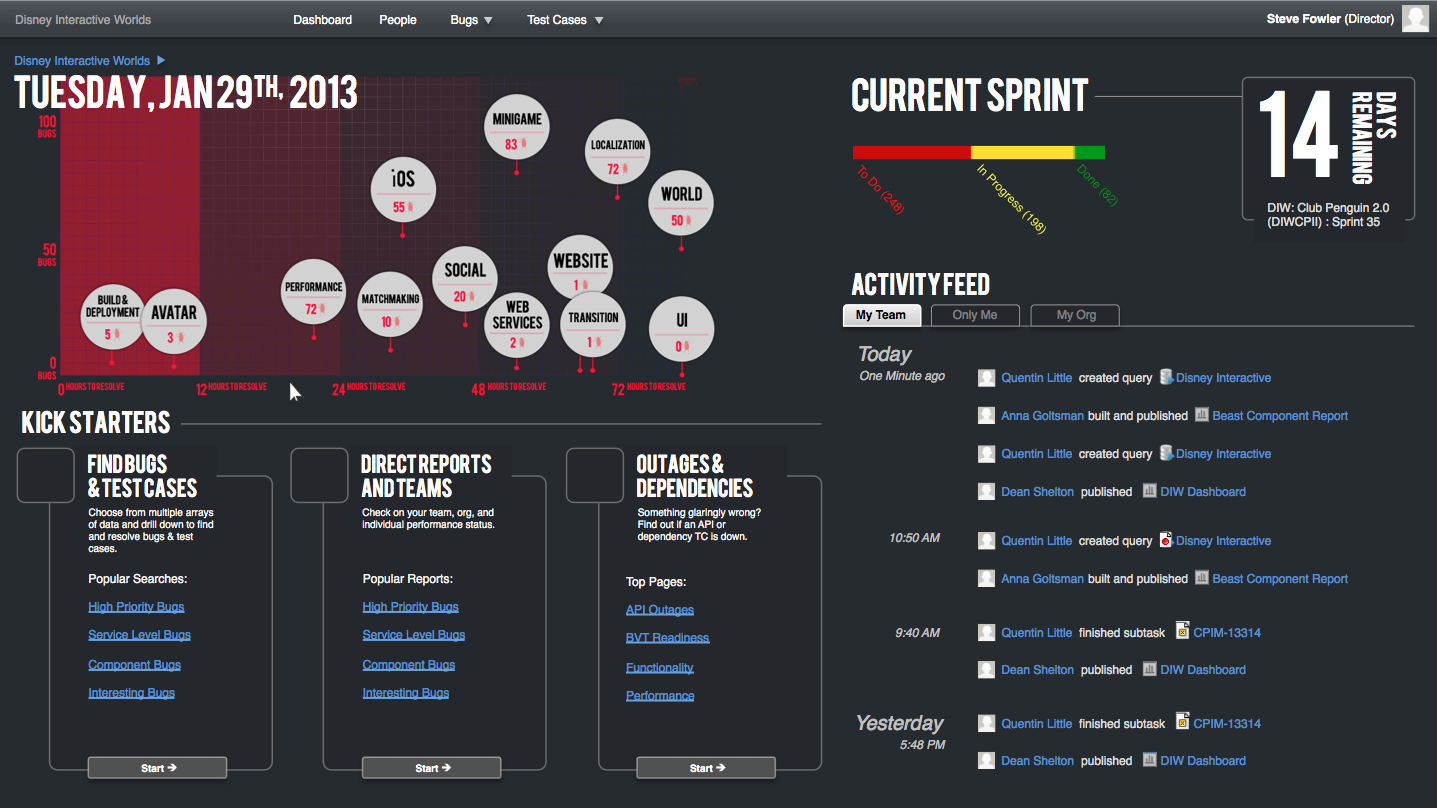 Disney Interactive Worlds
Dashboard
People
Bugs
Test Cases
Steve Fowler (Director)
Disney Interactive Worlds
TUESDAY, JAN 29TH, 2013
100
BUGS
50
BUGS
0
BUGS
MINIGAME
83
LOCALIZATION
72
iOS
55
WORLD
50
SOCIAL
20
WEBSITE
1
PERFORMANCE
72
MATCHMAKING
10
BUILD &
DEPLOYMENT
5
AVATAR
3
WEB
SERVICES
2
TRANSITION
1
UI
0
0 HOURS TO RESOLVE
12 HOURS TO RESOLVE
24 HOURS TO RESOLVE
48 HOURS TO RESOLVE
72 HOURS TO RESOLVE
CURRENT SPRINT
To Do (248)
In Progress (198)
Done (82)
14
DAYS
REMAINING
DIW: Club Penguin 2.0
(DIWCPII) : Sprint 35
KICK STARTERS
FIND BUGS
& TEST CASES
Choose from multiple arrays
of data and drill down to find
and resolve bugs & test
cases.
Popular Searches:
High Priority Bugs
Service Level Bugs
Component Bugs
Interesting Bugs
Start
DIRECT REPORTS
AND TEAMS
Check on your team, org, and
individual performance status.
Popular Reports:
High Priority Bugs
Service Level Bugs
Component Bugs
Interesting Bugs
Start
OUTAGES &
DEPENDENCIES
Something glaringly wrong?
Find out if an API or
dependency TC is down.
Top Pages:
API Outages
BVT Readiness
Functionality
Performance
Start
ACTIVITY FEED
My Team
Only Me
My Org
Today
One Minute ago
Quentin Little created query Disney Interactive
Anna Goltsman built and published Beast Component Report
Quentin Little created query Disney Interactive
Dean Shelton published DIW Dashboard
10:50 AM
Quentin Little created query Disney Interactive
Anna Goltsman built and published Beast Component Report
9:40 AM
Quentin Little finished subtask CPIM-13314
Dean Shelton published DIW Dashboard
Yesterday
5:48 PM
Quentin Little finished subtask CPIM-13314
Dean Shelton published DIW Dashboard